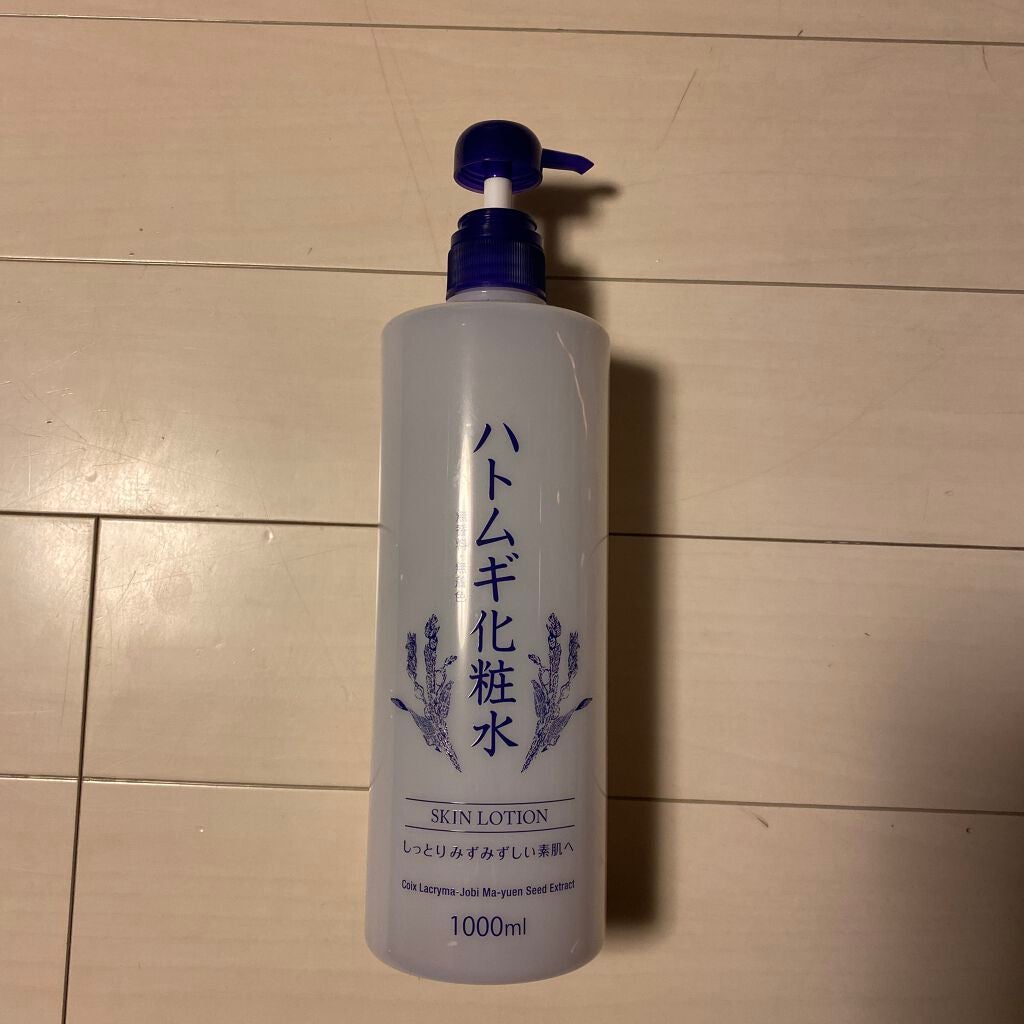 ハトムギ化粧水
SKIN LOTION
しっとりみずみずしい素肌へ
Coix Lacryma-Jobi Ma-yuen Seed Extract
1000ml